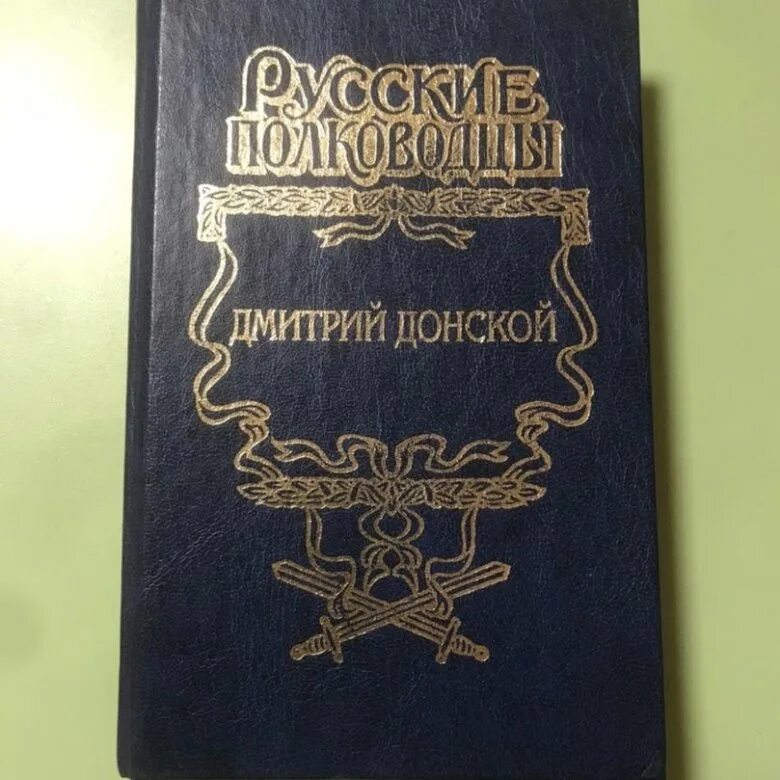 Русские
полководцы
Дмитрий Донской